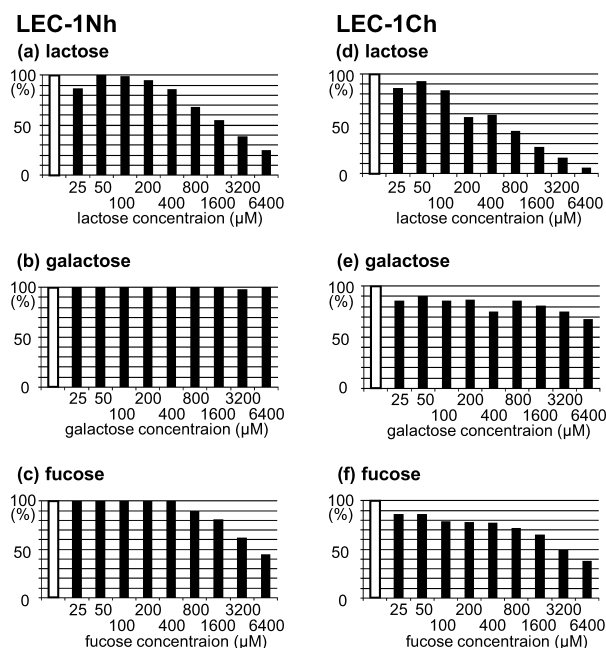 LEC-1Nh
(a) lactose
100
(%)
50
0
25 50 200 800 3200
100 400 1600 6400
lactose concentraion (µM)
(b) galactose
100
(%)
50
0
25 50 200 800 3200
100 400 1600 6400
galactose concentraion (µM)
(c) fucose
100
(%)
50
0
25 50 200 800 3200
100 400 1600 6400
fucose concentraion (µM)
LEC-1Ch
(d) lactose
100
(%)
50
0
25 50 200 800 3200
100 400 1600 6400
lactose concentraion (µM)
(e) galactose
100
(%)
50
0
25 50 200 800 3200
100 400 1600 6400
galactose concentraion (µM)
(f) fucose
100
(%)
50
0
25 50 200 800 3200
100 400 1600 6400
fucose concentraion (µM)